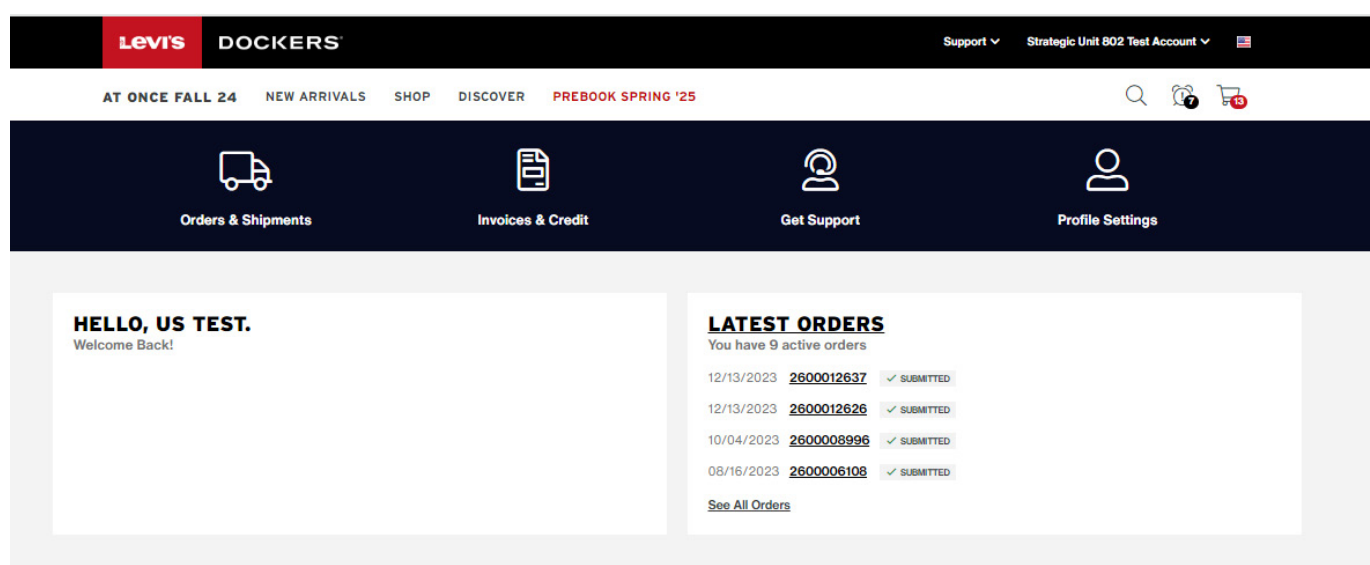 Levi's DOCKERS® Support Strategic Unit 802 Test Account
AT ONCE FALL 24 NEW ARRIVALS SHOP DISCOVER PREBOOK SPRING '25 7 13
Orders & Shipments Invoices & Credit Get Support Profile Settings
HELLO, US TEST.
Welcome Back!
LATEST ORDERS
You have 9 active orders
12/13/2023 2600012637 ✓ SUBMITTED
12/13/2023 2600012626 ✓ SUBMITTED
10/04/2023 2600008996 ✓ SUBMITTED
08/16/2023 2600006108 ✓ SUBMITTED
See All Orders